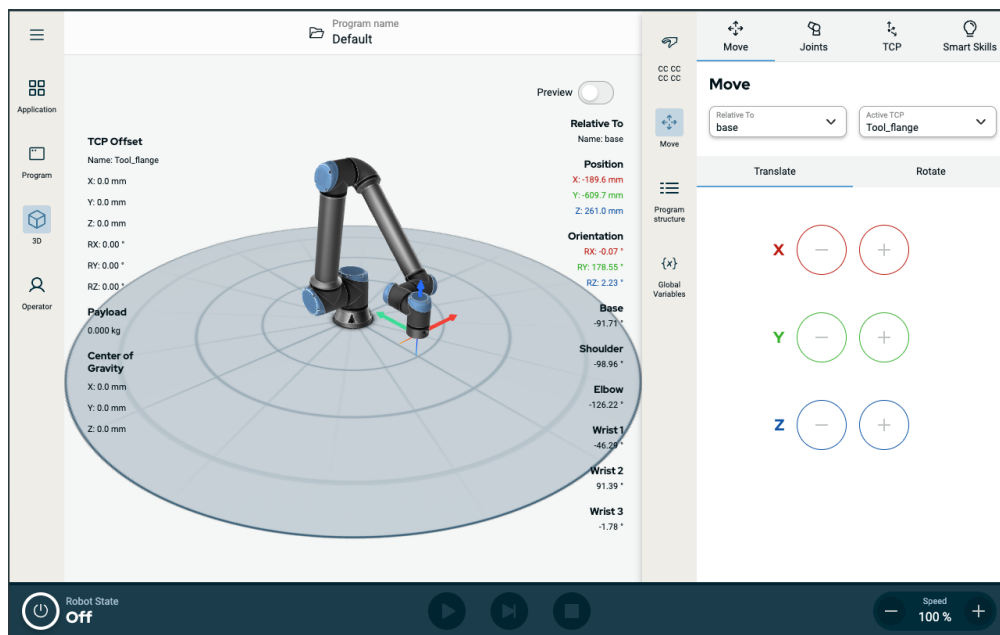 Program name
Default
Application
Program
3D
Operator
TCP Offset
Name: Tool_flange
X: 0.0 mm
Y: 0.0 mm
Z: 0.0 mm
RX: 0.00 °
RY: 0.00 °
RZ: 0.00 °
Payload
0.000 kg
Center of
Gravity
X: 0.0 mm
Y: 0.0 mm
Z: 0.0 mm
Preview
Relative To
Name: base
Position
X: -189.6 mm
Y: -609.7 mm
Z: 261.0 mm
Orientation
RX: -0.07 °
RY: 178.55 °
RZ: 2.23 °
Base
-91.71 °
Shoulder
-98.96 °
Elbow
-126.22 °
Wrist 1
-46.28 °
Wrist 2
91.39 °
Wrist 3
-1.78 °
CC CC
CC CC
Move
Program
structure
{x}
Global
Variables
Move
Joints
TCP
Smart Skills
Move
Relative To
base
Active TCP
Tool_flange
Translate
Rotate
X − +
Y − +
Z − +
Robot State
Off
Speed
− 100 % +